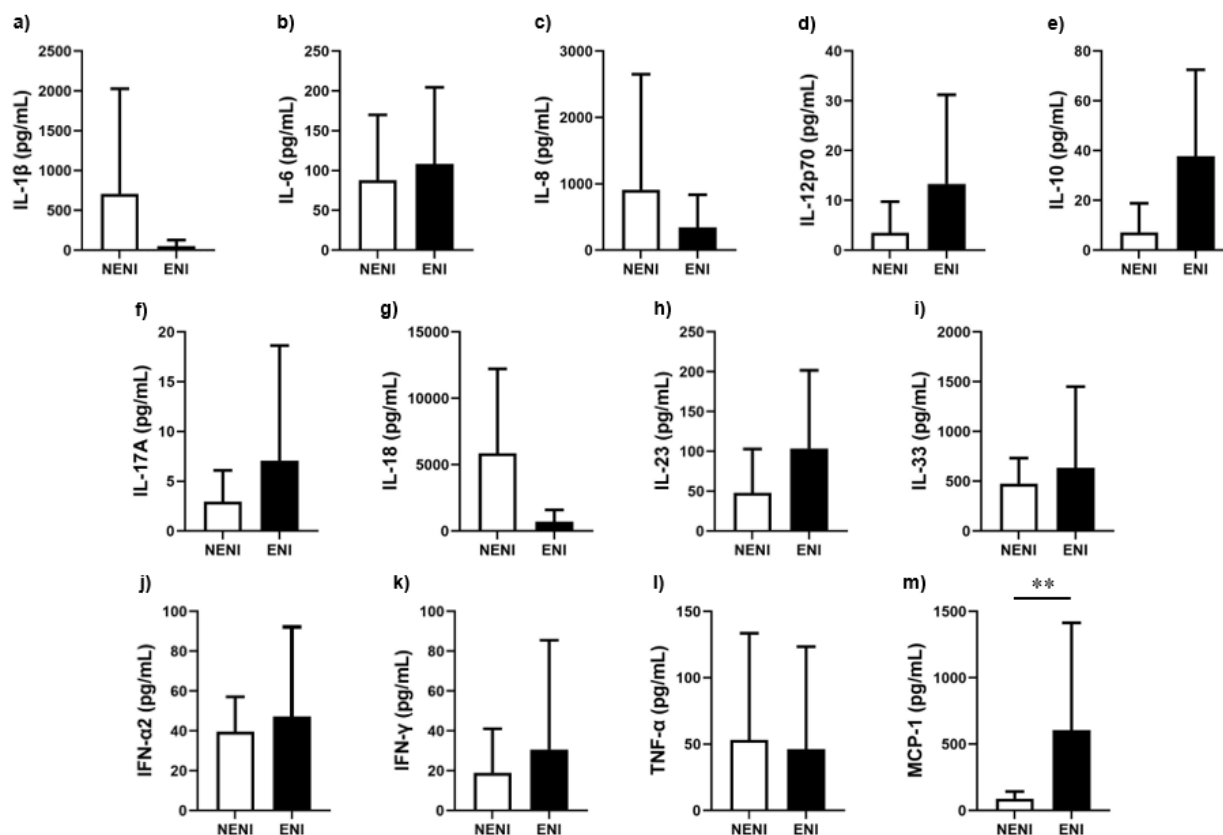 a)
IL-1β (pg/mL)
2500
2000
1500
1000
500
0
NENI ENI
b)
IL-6 (pg/mL)
250
200
150
100
50
0
NENI ENI
c)
IL-8 (pg/mL)
3000
2000
1000
0
NENI ENI
d)
IL-12p70 (pg/mL)
40
30
20
10
0
NENI ENI
e)
IL-10 (pg/mL)
80
60
40
20
0
NENI ENI
f)
IL-17A (pg/mL)
20
15
10
5
0
NENI ENI
g)
IL-18 (pg/mL)
15000
10000
5000
0
NENI ENI
h)
IL-23 (pg/mL)
250
200
150
100
50
0
NENI ENI
i)
IL-33 (pg/mL)
2000
1500
1000
500
0
NENI ENI
j)
IFN-α2 (pg/mL)
100
80
60
40
20
0
NENI ENI
k)
IFN-γ (pg/mL)
100
80
60
40
20
0
NENI ENI
l)
TNF-α (pg/mL)
150
100
50
0
NENI ENI
m)
**
MCP-1 (pg/mL)
1500
1000
500
0
NENI ENI